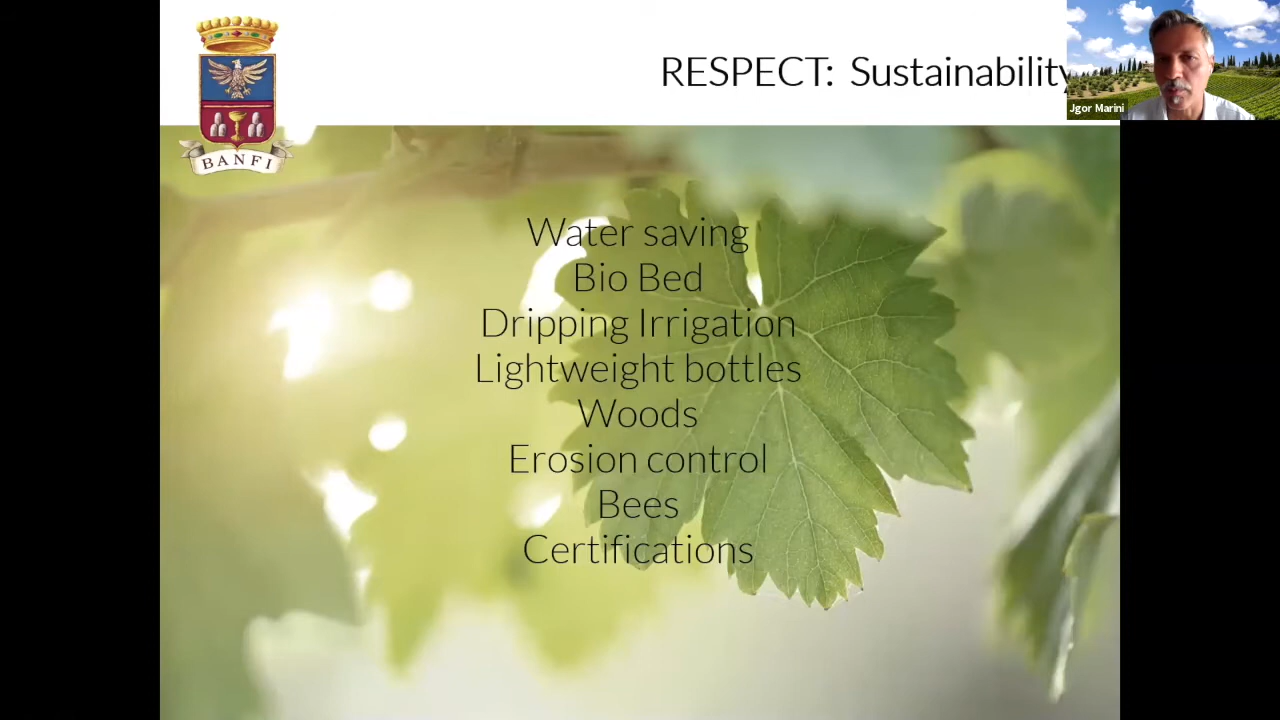 RESPECT: Sustainability
Jgor Marini
BANFI
Water saving
Bio Bed
Dripping Irrigation
Lightweight bottles
Woods
Erosion control
Bees
Certifications